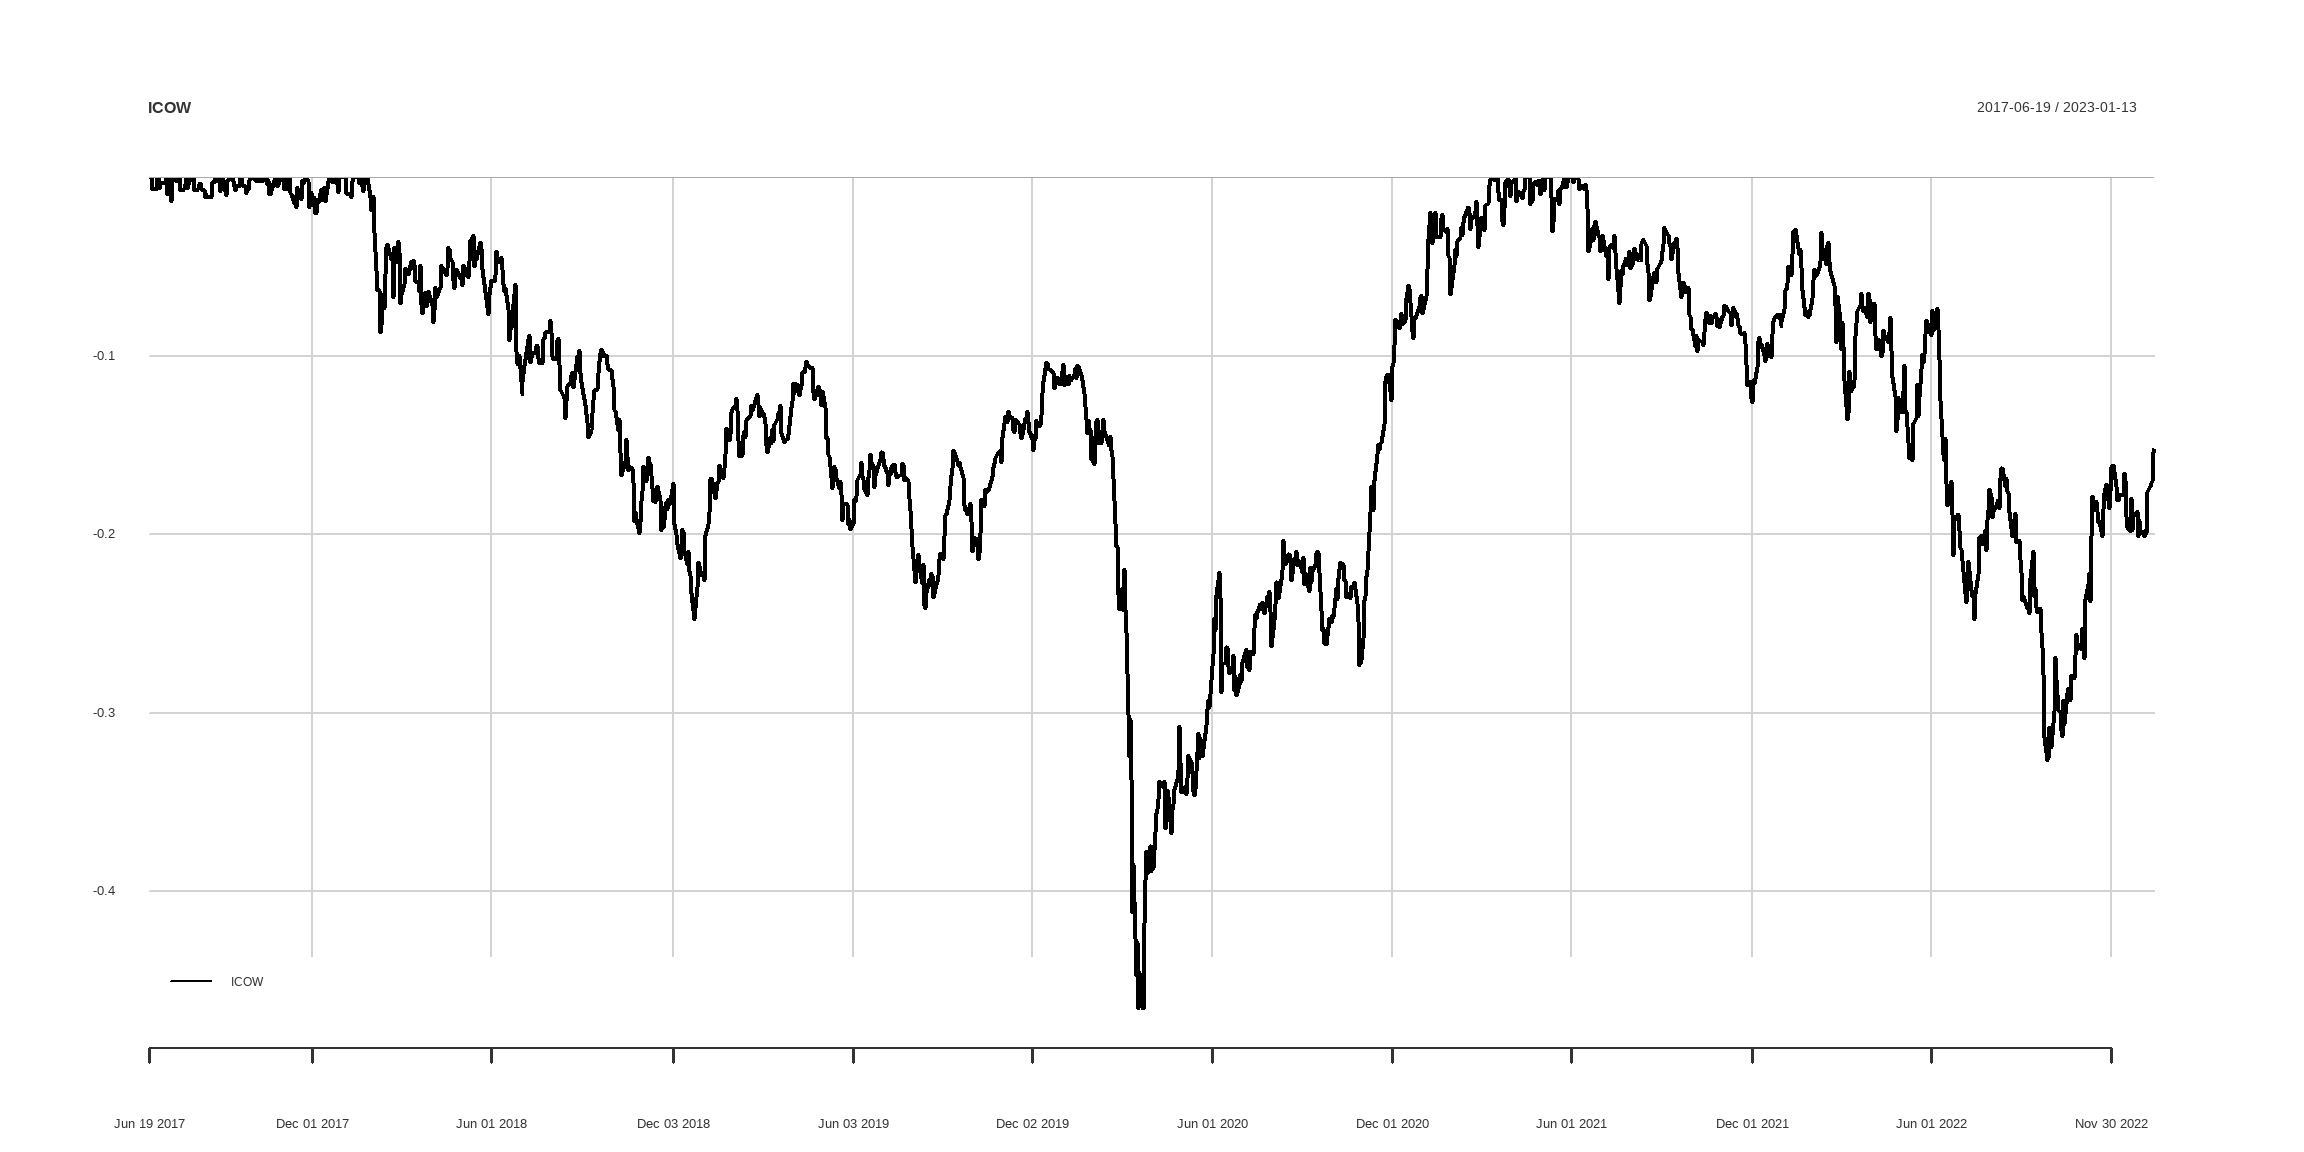 ICOW
2017-06-19 / 2023-01-13
-0.1
-0.2
-0.3
-0.4
ICOW
Jun 19 2017
Dec 01 2017
Jun 01 2018
Dec 03 2018
Jun 03 2019
Dec 02 2019
Jun 01 2020
Dec 01 2020
Jun 01 2021
Dec 01 2021
Jun 01 2022
Nov 30 2022